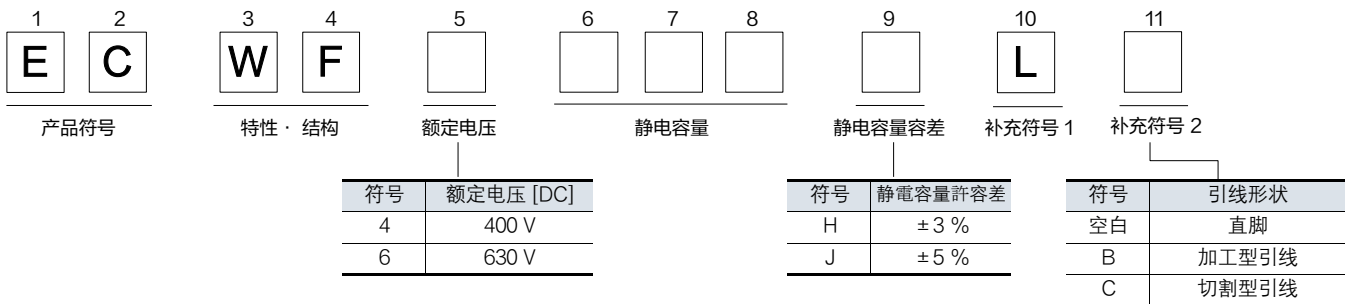 1 2 3 4 5 6 7 8 9 10 11
E C W F L
产品符号 特性· 结构 额定电压 静电容量 静电容量容差 补充符号 1 补充符号 2
符号 额定电压 [DC] 符号 静電容量許容差 符号 引线形状
4 400 V H ±3 % 空白 直脚
6 630 V J ±5 % B 加工型引线
C 切割型引线